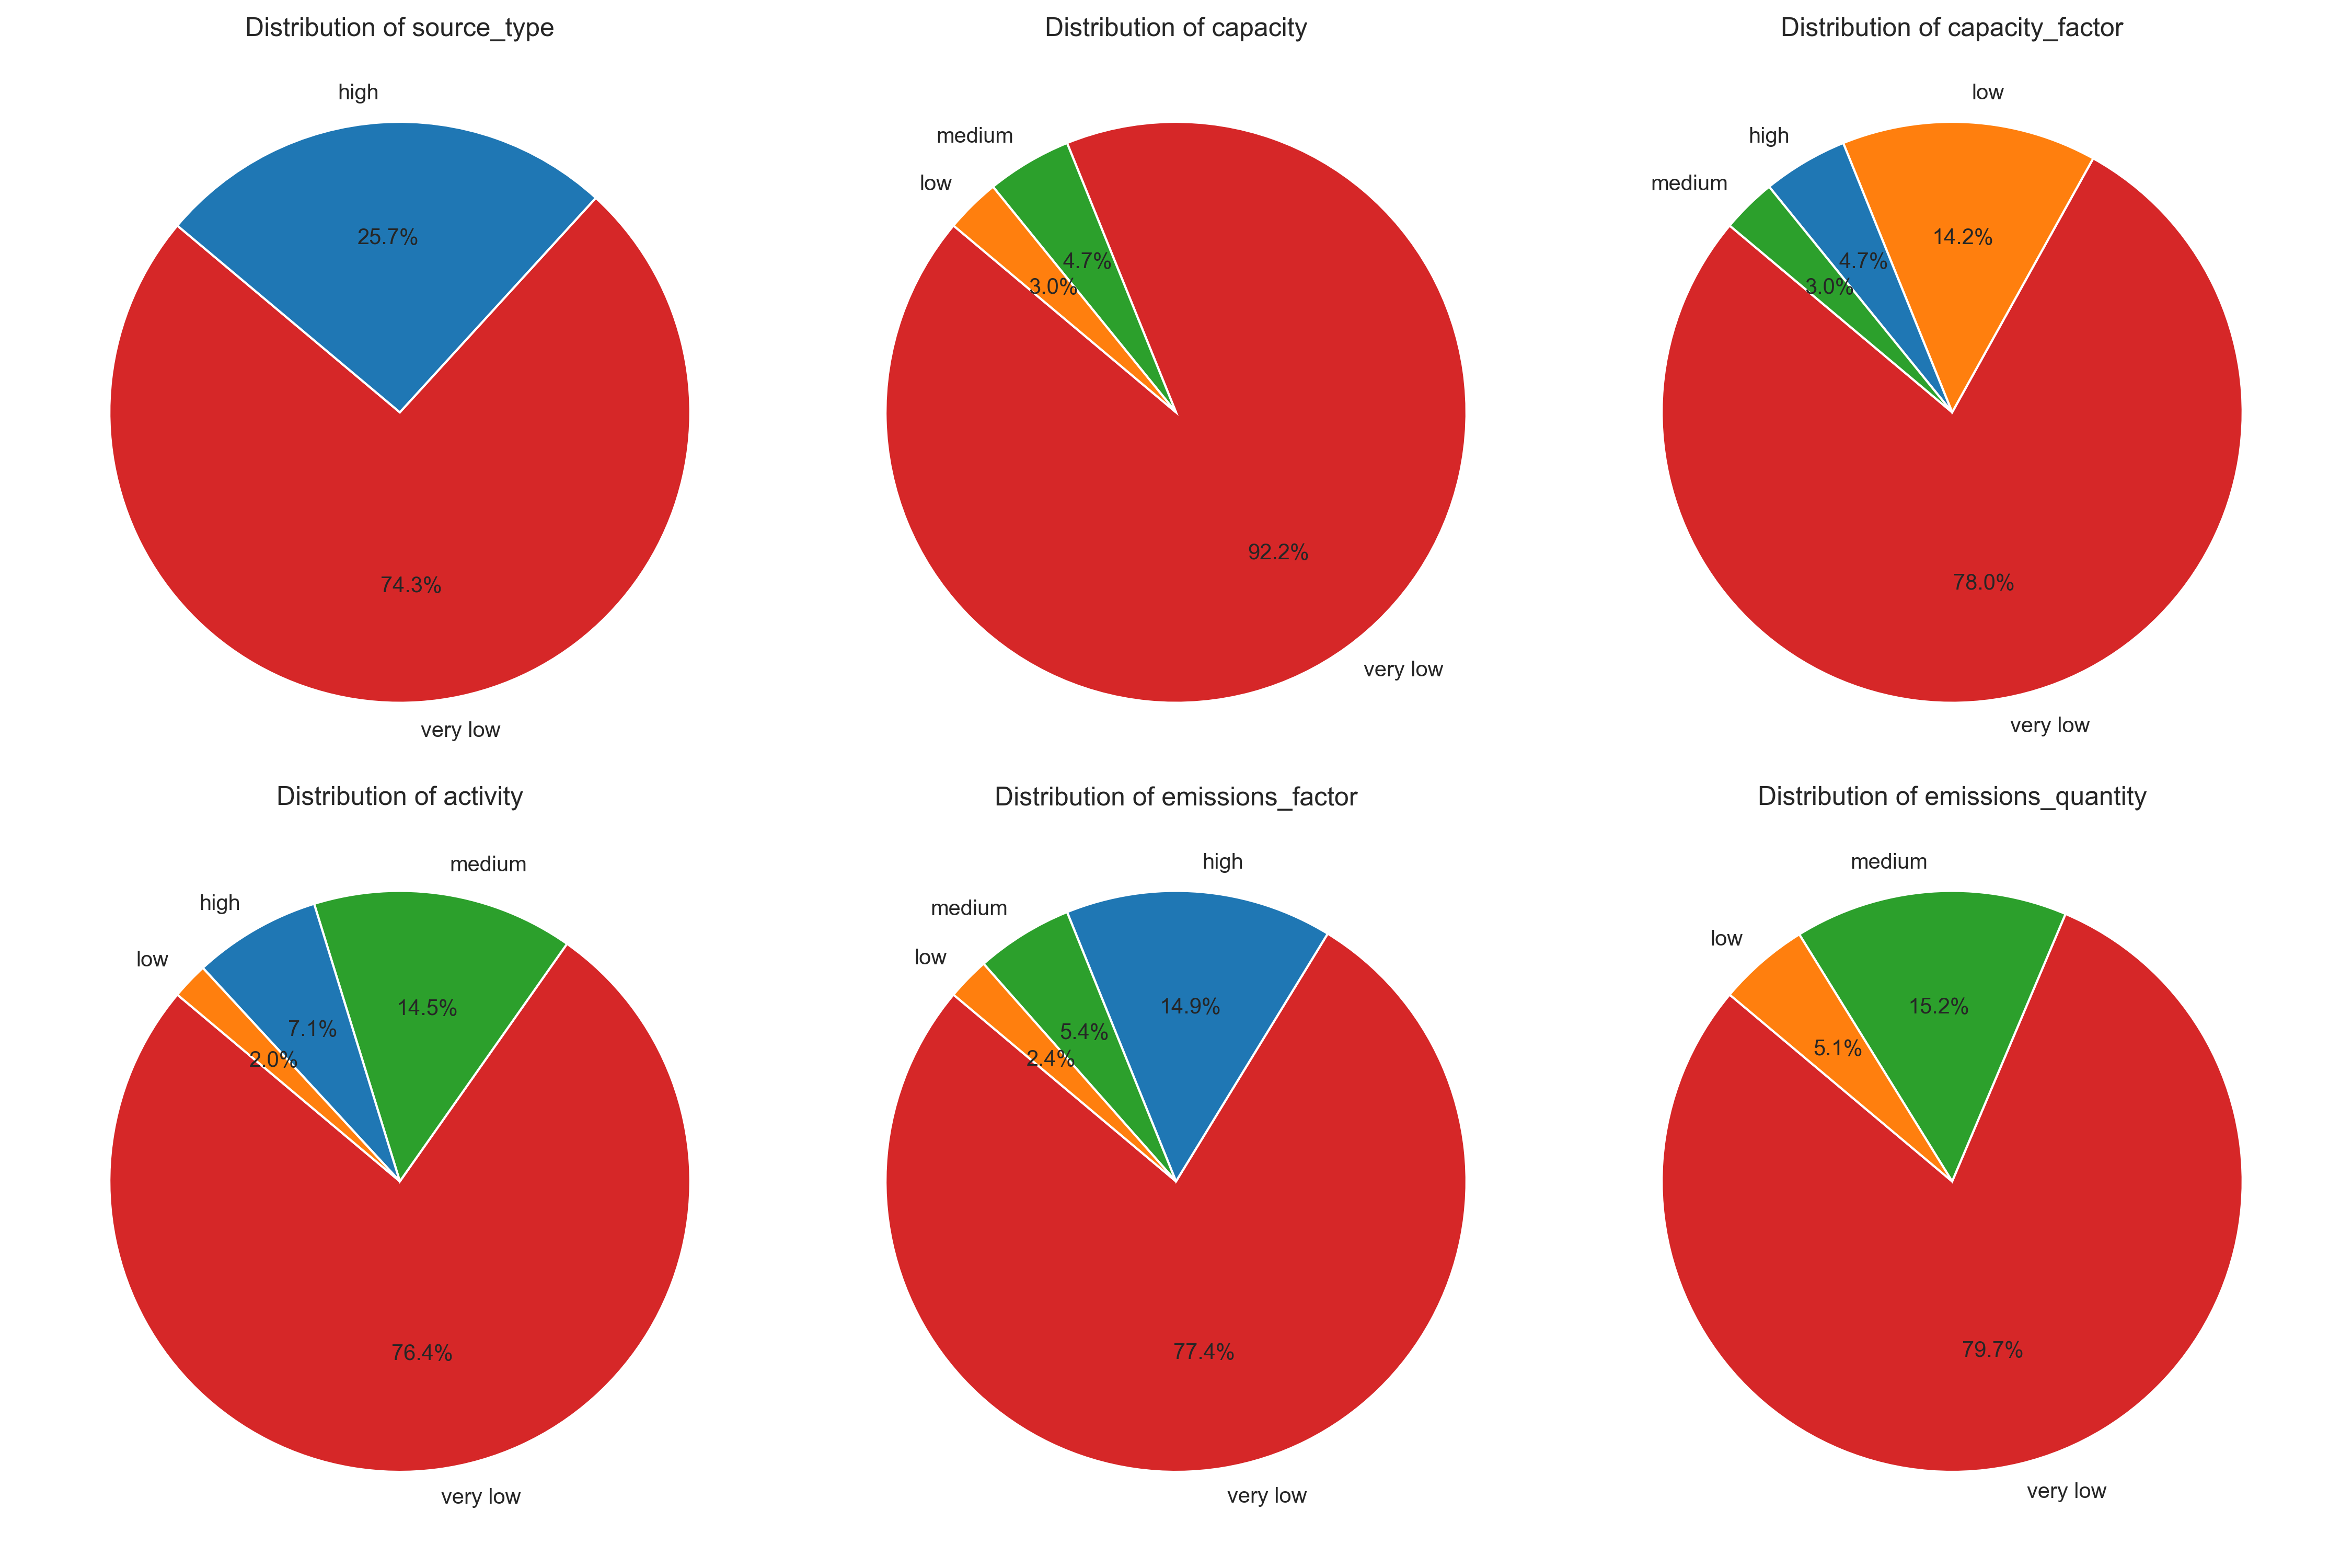 Distribution of source_type
high
25.7%
74.3%
very low
Distribution of capacity
medium
low
4.7%
3.0%
92.2%
very low
Distribution of capacity_factor
low
high
medium
14.2%
4.7%
3.0%
78.0%
very low
Distribution of activity
medium
high
low
14.5%
7.1%
2.0%
76.4%
very low
Distribution of emissions_factor
high
medium
low
14.9%
5.4%
2.4%
77.4%
very low
Distribution of emissions_quantity
medium
low
15.2%
5.1%
79.7%
very low